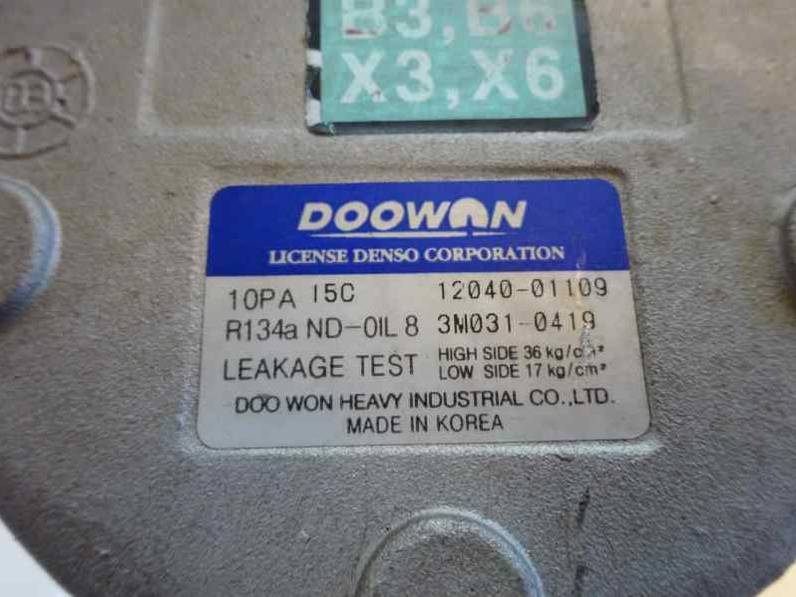 B3, B6
X3, X6
DOOWON
LICENSE DENSO CORPORATION
10PA 15C 12040-01109
R134a ND-OIL 8 3M031-0419
LEAKAGE TEST HIGH SIDE 36 kg/cm²
LOW SIDE 17 kg/cm²
DOO WON HEAVY INDUSTRIAL CO.,LTD.
MADE IN KOREA